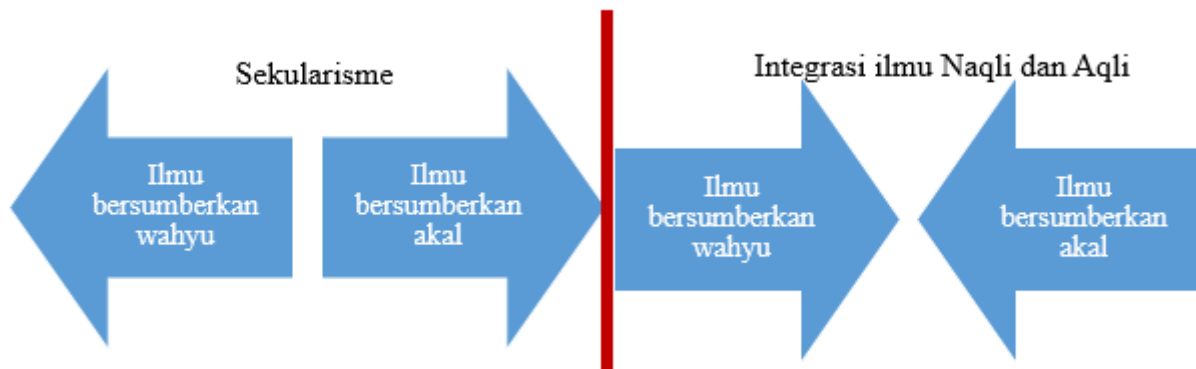 Sekularisme
Ilmu
bersumberkan
wahyu
Ilmu
bersumberkan
akal
Integrasi ilmu Naqli dan Aqli
Ilmu
bersumberkan
wahyu
Ilmu
bersumberkan
akal